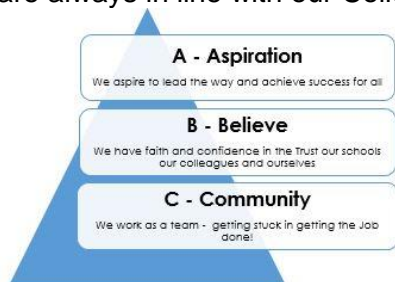 are always in line with our
A - Aspiration
We aspire to lead the way and achieve success for all
B - Believe
We have faith and confidence in the Trust our schools
our colleagues and ourselves
C - Community
We work as a team - getting stuck in getting the Job
done!